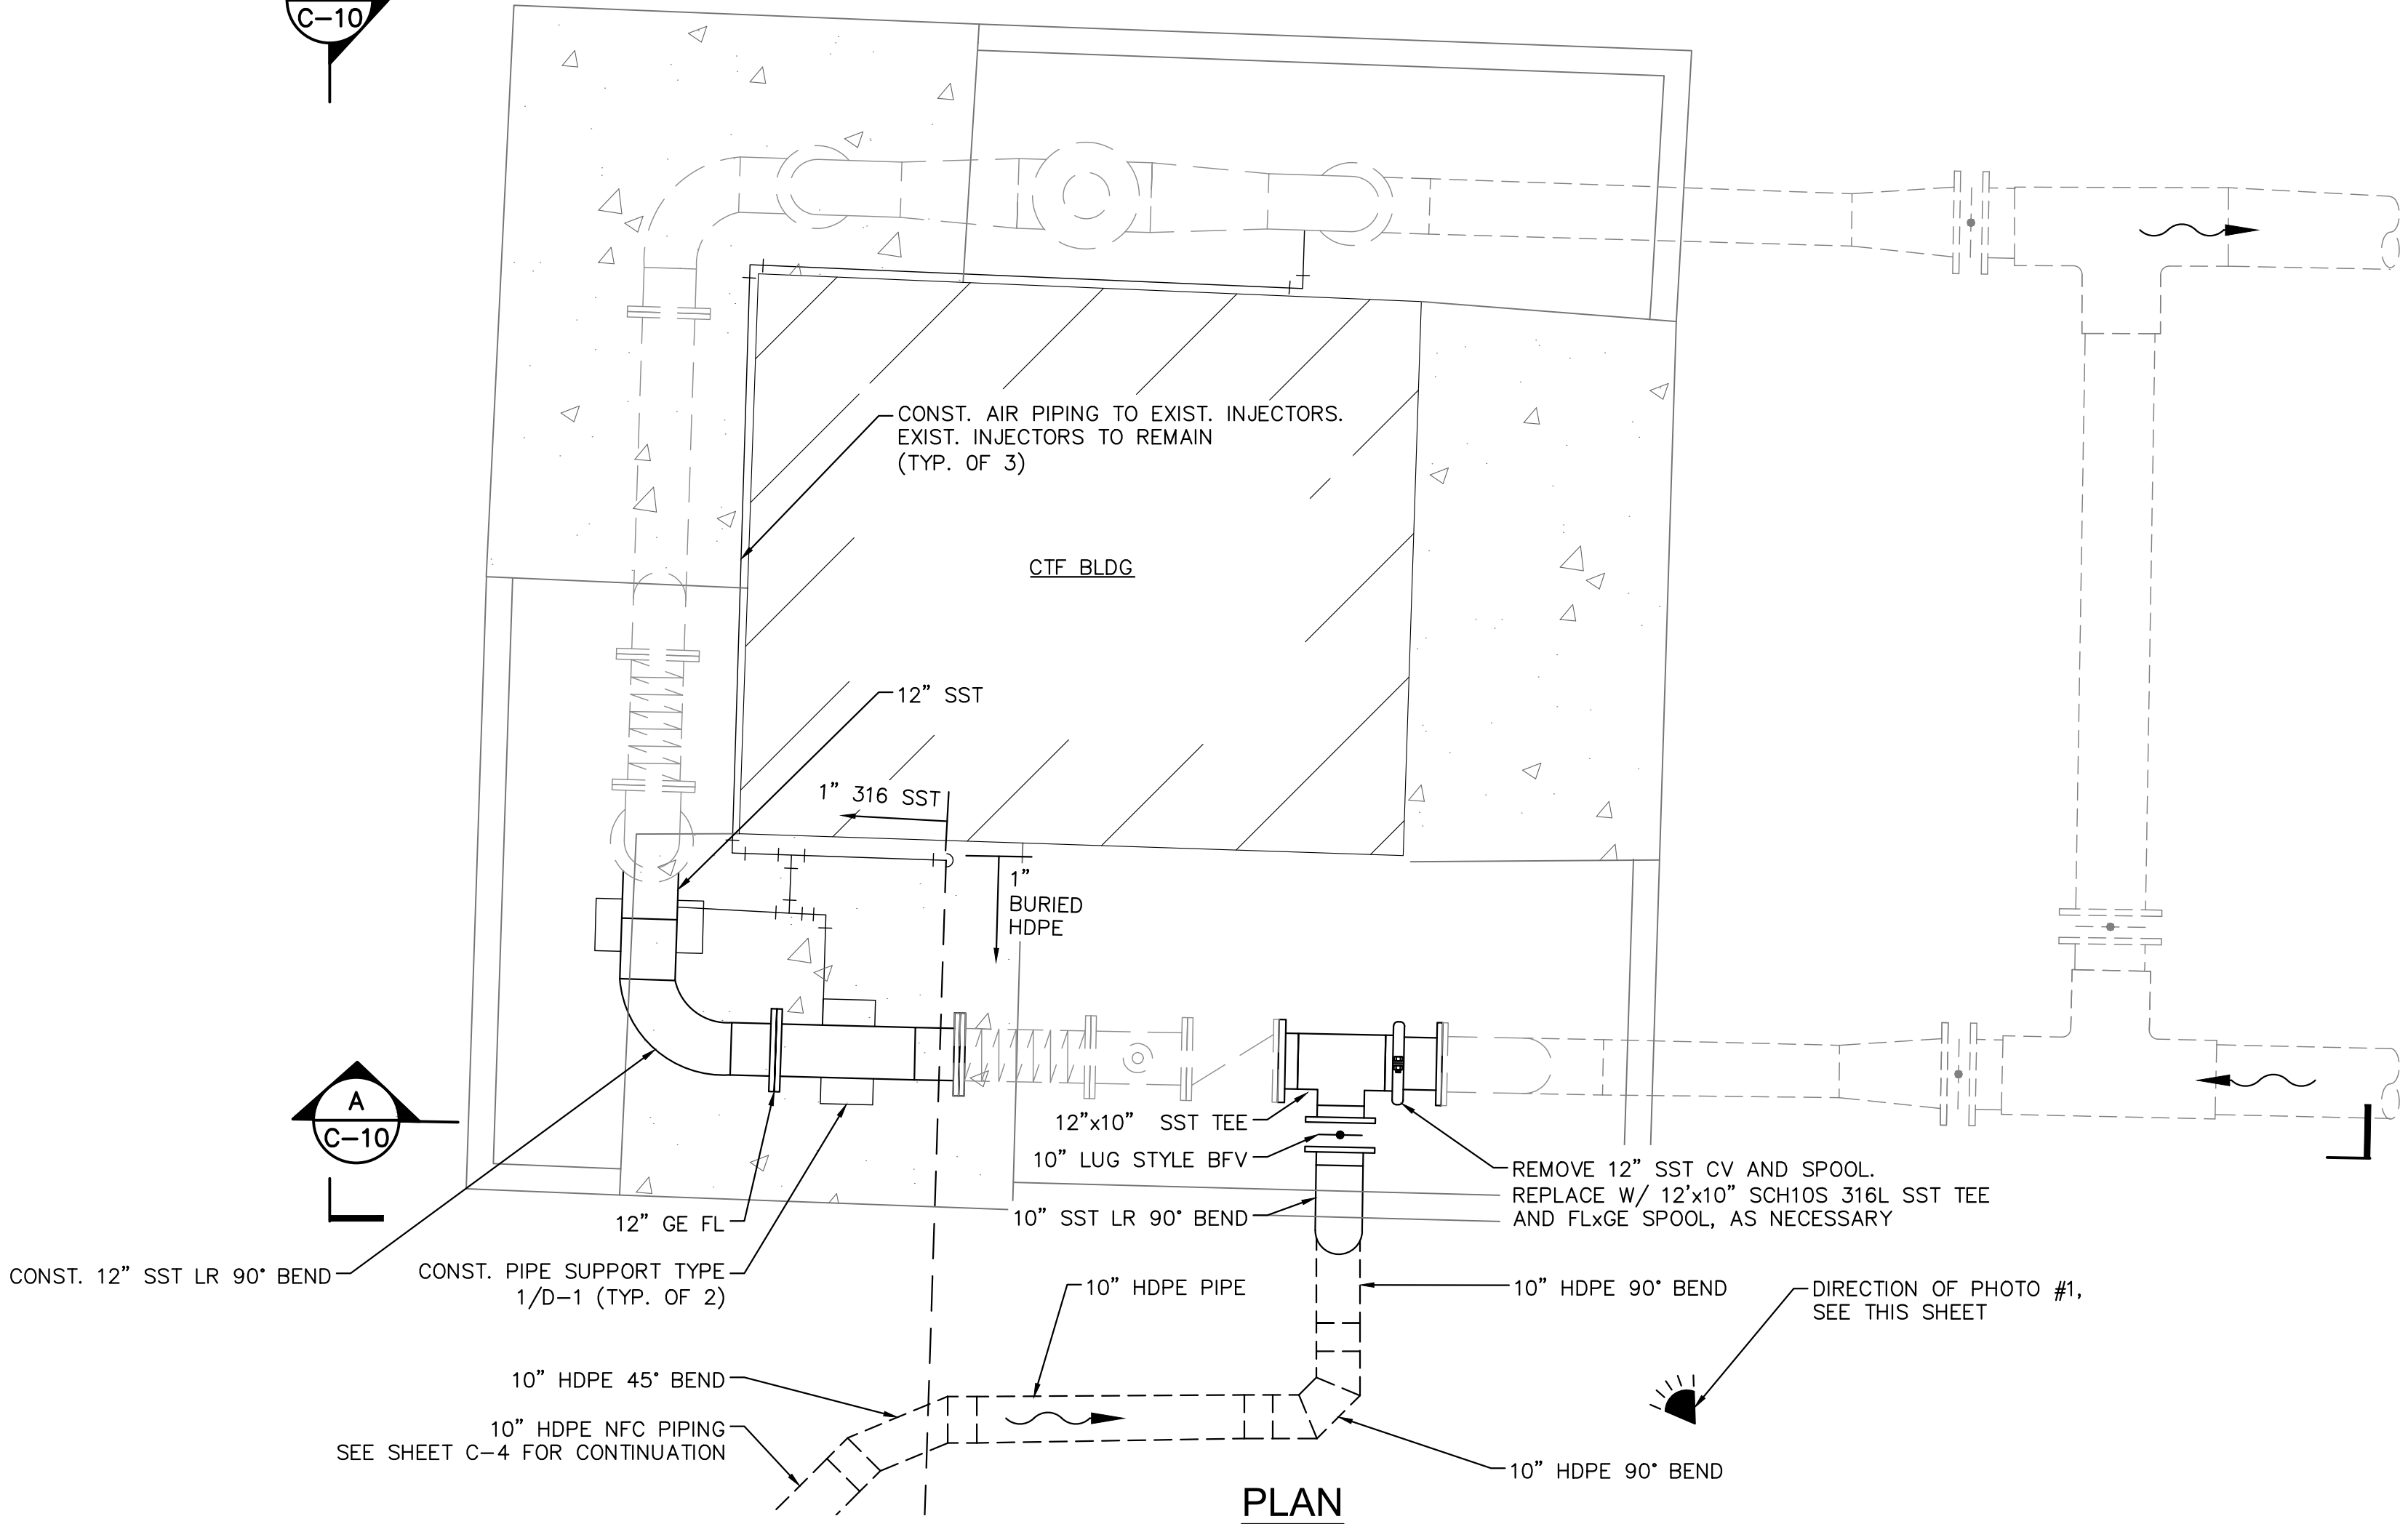 C-10
CONST. AIR PIPING TO EXIST. INJECTORS.
EXIST. INJECTORS TO REMAIN
(TYP. OF 3)
CTF BLDG
12" SST
1" 316 SST
1"
BURIED
HDPE
A
C-10
12"x10" SST TEE
10" LUG STYLE BFV
10" SST LR 90° BEND
REMOVE 12" SST CV AND SPOOL.
REPLACE W/ 12'x10" SCH10S 316L SST TEE
AND FLxGE SPOOL, AS NECESSARY
12" GE FL
CONST. 12" SST LR 90° BEND
CONST. PIPE SUPPORT TYPE
1/D-1 (TYP. OF 2)
10" HDPE PIPE
10" HDPE 90° BEND
DIRECTION OF PHOTO #1,
SEE THIS SHEET
10" HDPE 45° BEND
10" HDPE NFC PIPING
SEE SHEET C-4 FOR CONTINUATION
10" HDPE 90° BEND
PLAN